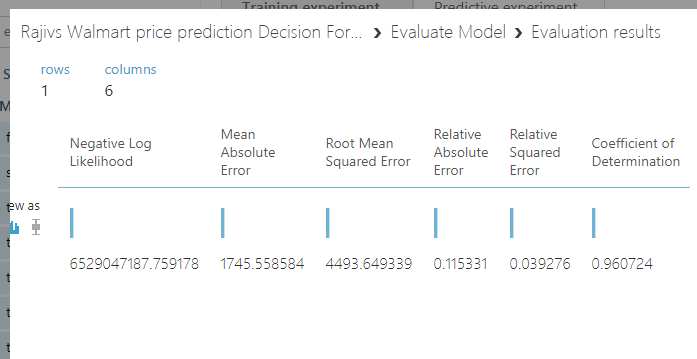 Training experiment Predictive experiment
Rajivs Walmart price prediction Decision For... > Evaluate Model > Evaluation results
rows columns
1 6
Negative Log Likelihood
Mean Absolute Error
Root Mean Squared Error
Relative Absolute Error
Relative Squared Error
Coefficient of Determination
ew as
6529047187.759178 1745.558584 4493.649339 0.115331 0.039276 0.960724